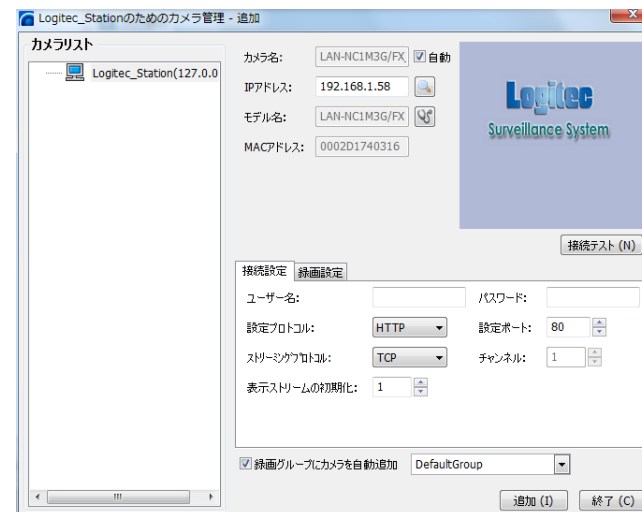 Logitec_Stationのためのカメラ管理 - 追加
カメラリスト
Logitec_Station(127.0.0
カメラ名: LAN-NC1M3G/FX 自動
IPアドレス: 192.168.1.58
モデル名: LAN-NC1M3G/FX
MACアドレス: 0002D1740316
Logitec
Surveillance System
接続テスト (N)
接続設定 録画設定
ユーザー名: パスワード:
設定プロトコル: HTTP 設定ポート: 80
ストリーミングプロトコル: TCP チャンネル: 1
表示ストリームの初期化: 1
録画グループにカメラを自動追加 DefaultGroup
追加 (I) 終了 (C)